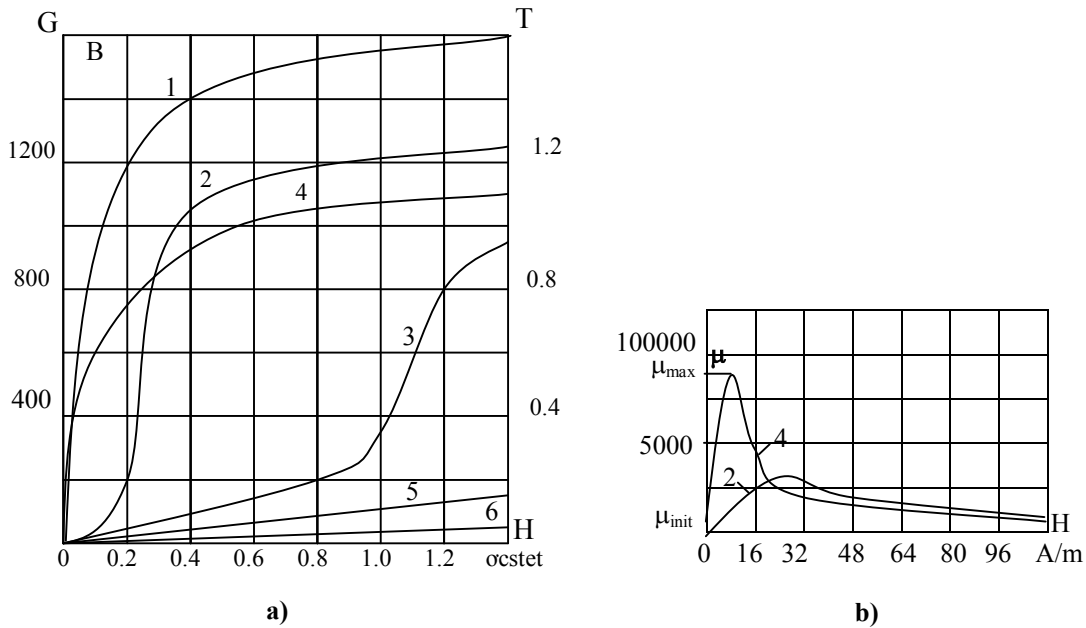 G
T
B
1
1200
1.2
2
4
800
0.8
3
400
0.4
5
6
H
0 0.2 0.4 0.6 0.8 1.0 1.2 ocstet
a)
100000
μ
μmax
5000
4
2
μinit
H
0 16 32 48 64 80 96 A/m
b)